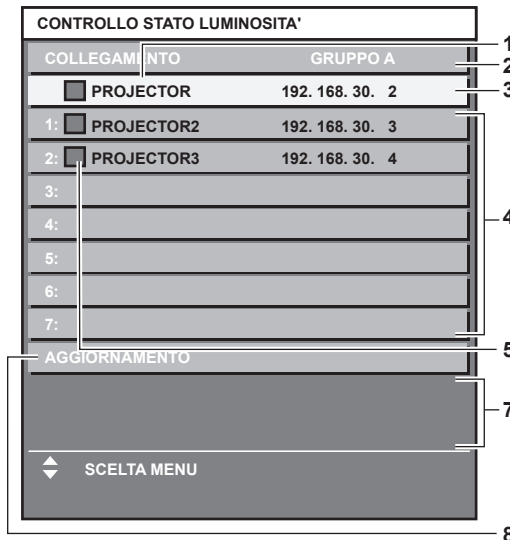 CONTROLLO STATO LUMINOSITA'
COLLEGAMENTO GRUPPO A
PROJECTOR 192. 168. 30. 2
1: PROJECTOR2 192. 168. 30. 3
2: PROJECTOR3 192. 168. 30. 4
3:
4:
5:
6:
7:
AGGIORNAMENTO
SCELTA MENU
1
2
3
4
5
7
8